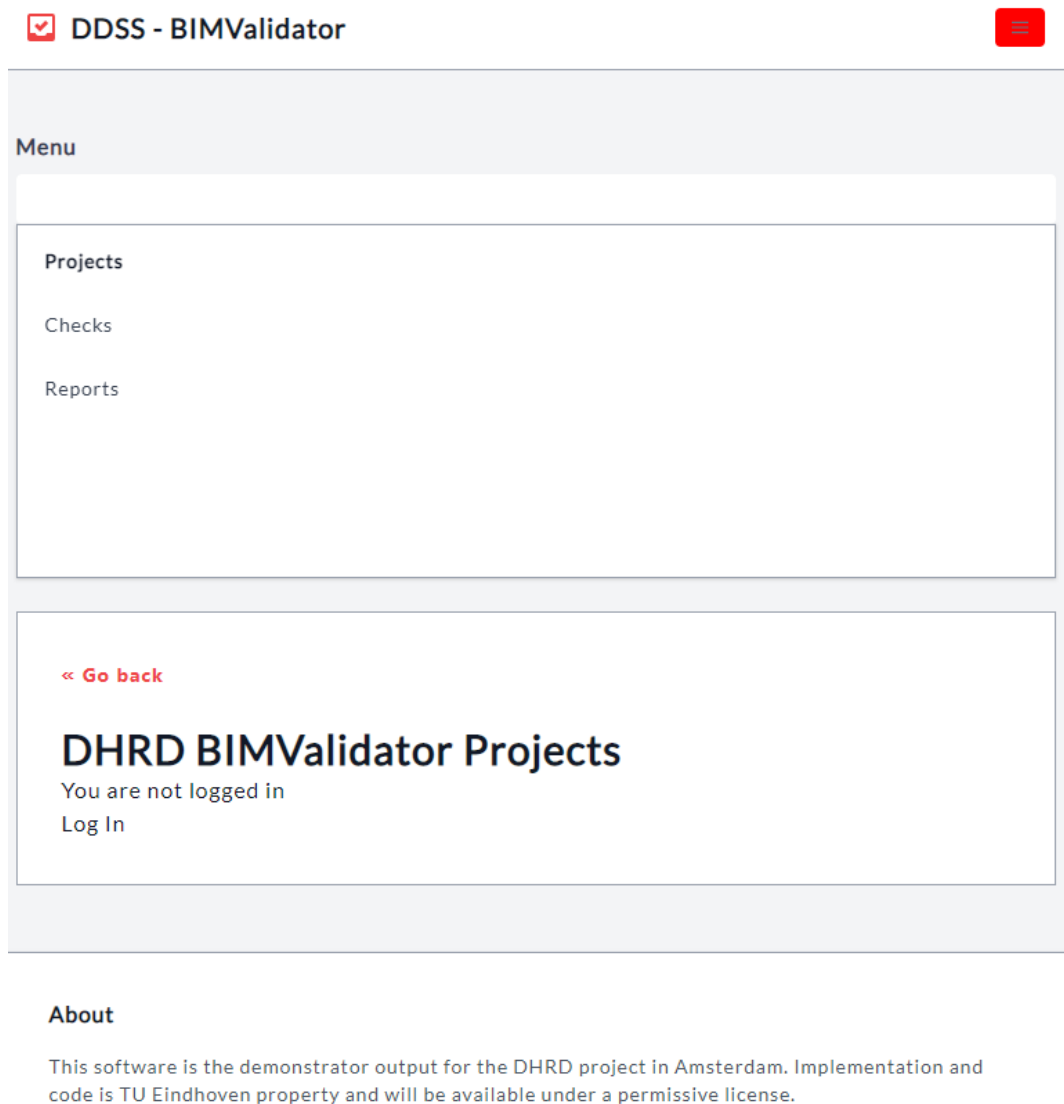 DDSS - BIMValidator
Menu
Projects
Checks
Reports
« Go back
DHRD BIMValidator Projects
You are not logged in
Log In
About
This software is the demonstrator output for the DHRD project in Amsterdam. Implementation and
code is TU Eindhoven property and will be available under a permissive license.